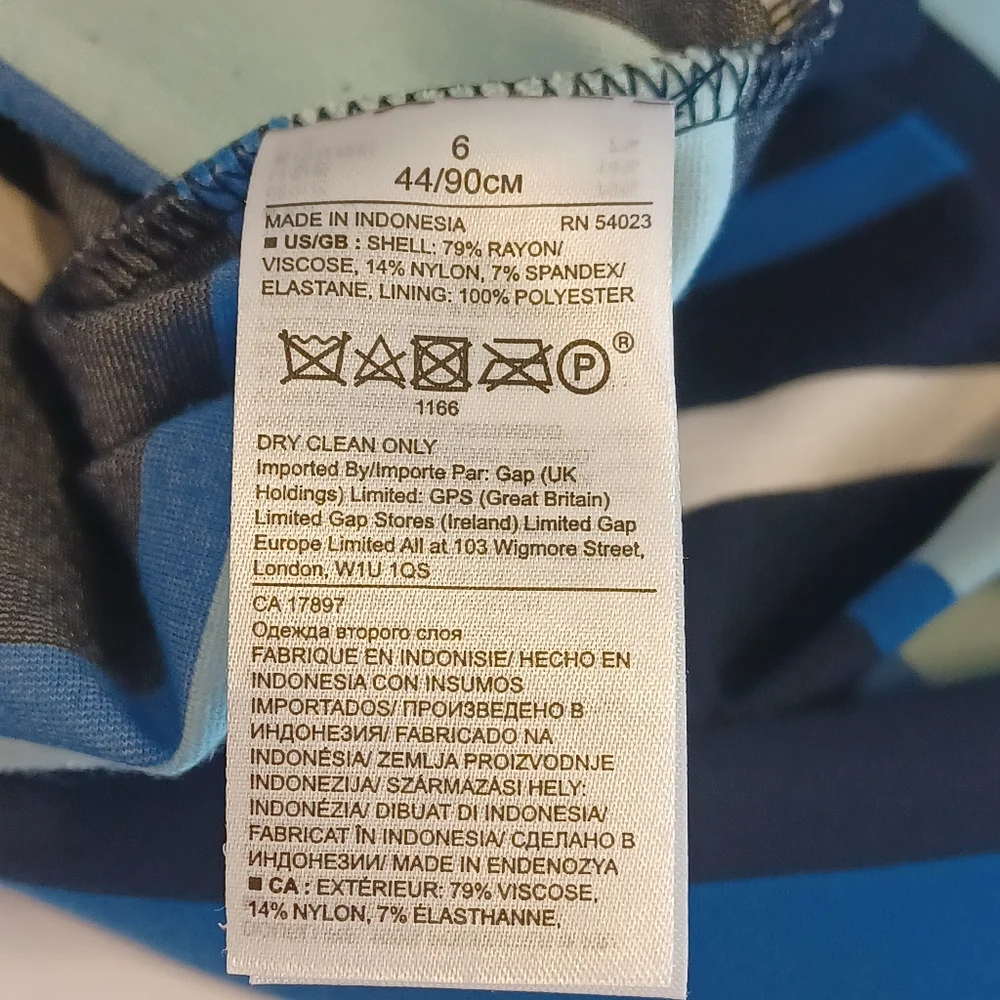 6
44/90CM
MADE IN INDONESIA RN 54023
■ US/GB : SHELL: 79% RAYON/
VISCOSE, 14% NYLON, 7% SPANDEX/
ELASTANE, LINING: 100% POLYESTER
P ®
1166
DRY CLEAN ONLY
Imported By/Importe Par: Gap (UK
Holdings) Limited: GPS (Great Britain)
Limited Gap Stores (Ireland) Limited Gap
Europe Limited All at 103 Wigmore Street,
London, W1U 1QS
CA 17897
Одежда второго слоя
FABRIQUE EN INDONISIE/ HECHO EN
INDONESIA CON INSUMOS
IMPORTADOS/ ПРОИЗВЕДЕНО В
ИНДОНЕЗИЯ/ FABRICADO NA
INDONÉSIA/ ZEMLJA PROIZVODNJE
INDONEZIJA/ SZÁRMAZÁSI HELY:
INDONÉZIA/ DIBUAT DI INDONESIA/
FABRICAT ÎN INDONESIA/ СДЕЛАНО В
ИНДОНЕЗИИ/ MADE IN ENDENOZYA
■ CA : EXTÉRIEUR: 79% VISCOSE,
14% NYLON, 7% ÉLASTHANNE,